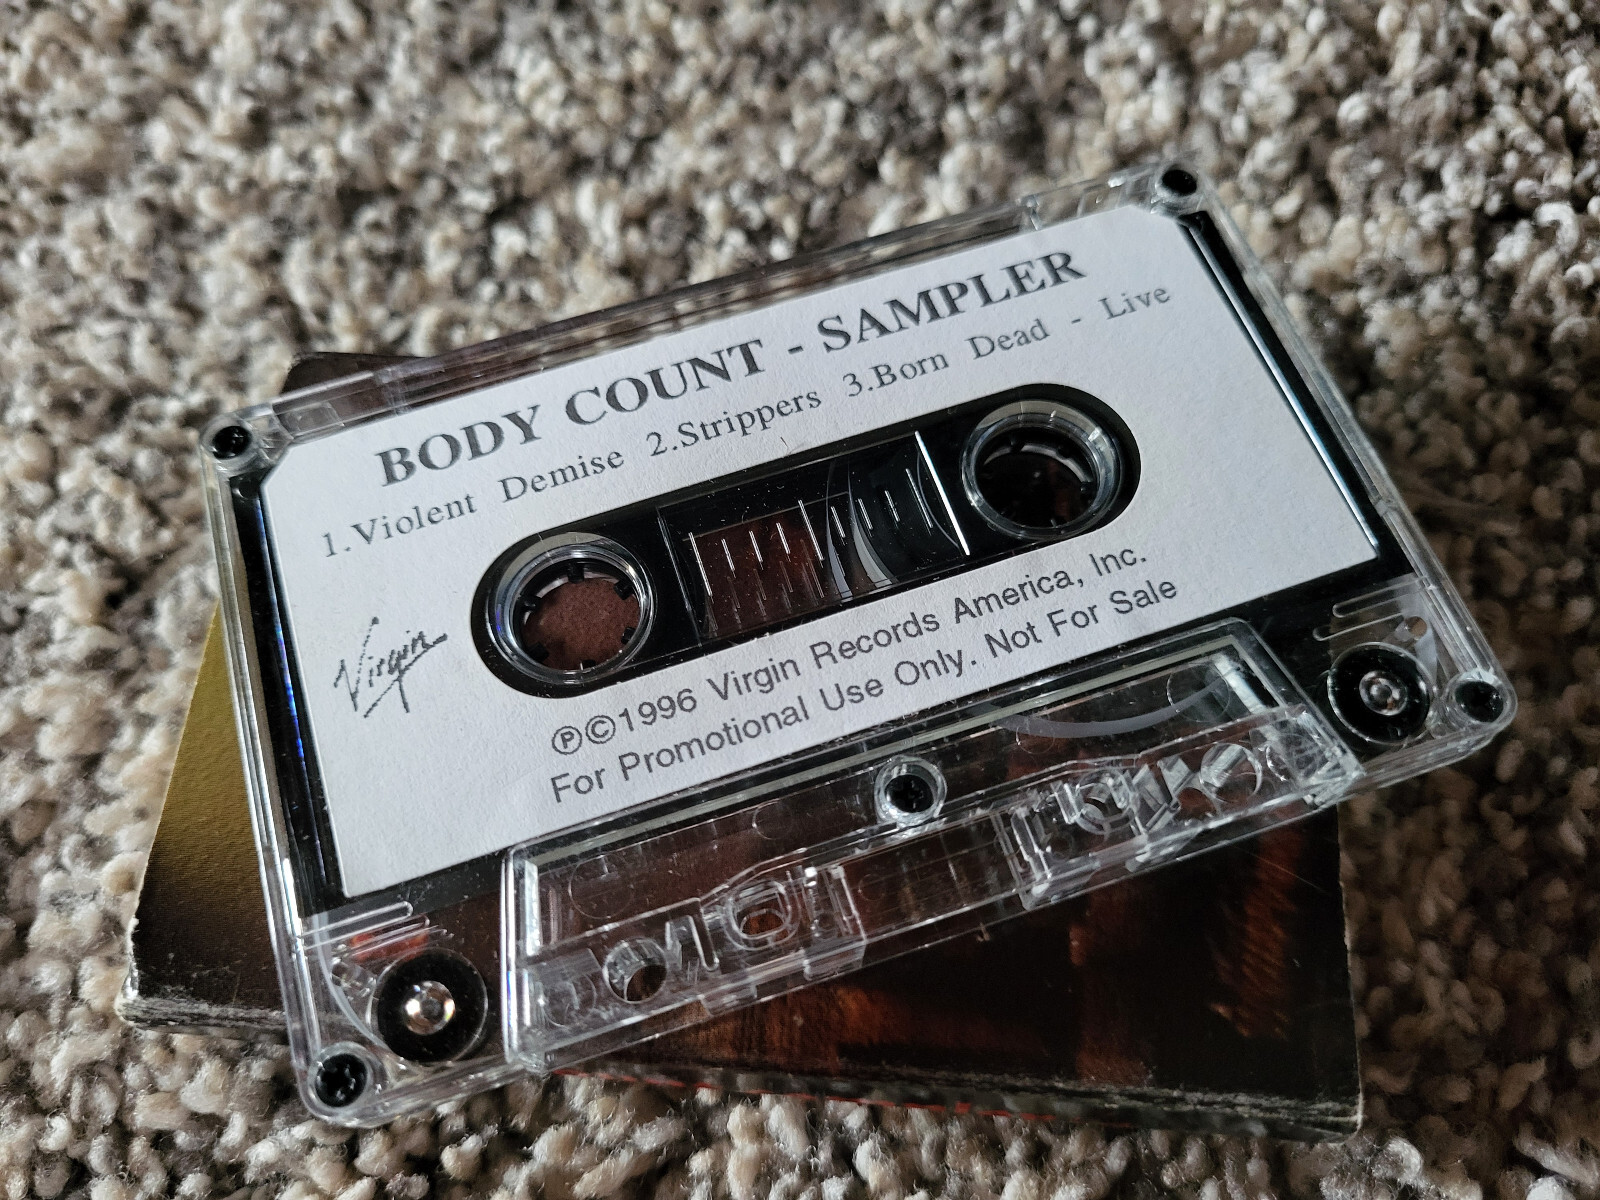 BODY COUNT - SAMPLER
1.Violent Demise 2.Strippers 3.Born Dead - Live
Virgin
℗©1996 Virgin Records America, Inc.
For Promotional Use Only. Not For Sale